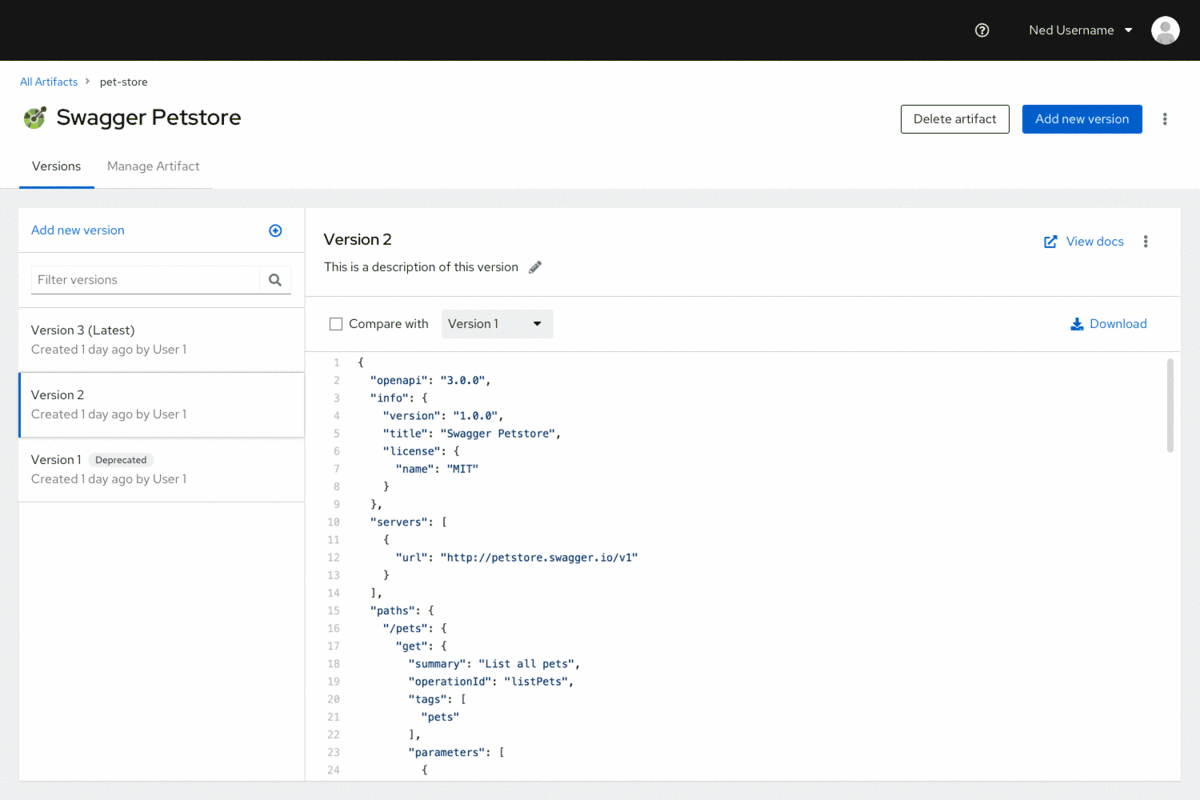 Ned Username
All Artifacts > pet-store
Swagger Petstore
Delete artifact
Add new version
Versions
Manage Artifact
Add new version
Filter versions
Version 3 (Latest)
Created 1 day ago by User 1
Version 2
Created 1 day ago by User 1
Version 1 Deprecated
Created 1 day ago by User 1
Version 2
This is a description of this version
View docs
Compare with Version 1
Download
1 {
2 "openapi": "3.0.0",
3 "info": {
4 "version": "1.0.0",
5 "title": "Swagger Petstore",
6 "license": {
7 "name": "MIT"
8 }
9 },
10 "servers": [
11 {
12 "url": "http://petstore.swagger.io/v1"
13 }
14 ],
15 "paths": {
16 "/pets": {
17 "get": {
18 "summary": "List all pets",
19 "operationId": "listPets",
20 "tags": [
21 "pets"
22 ],
23 "parameters": [
24 {